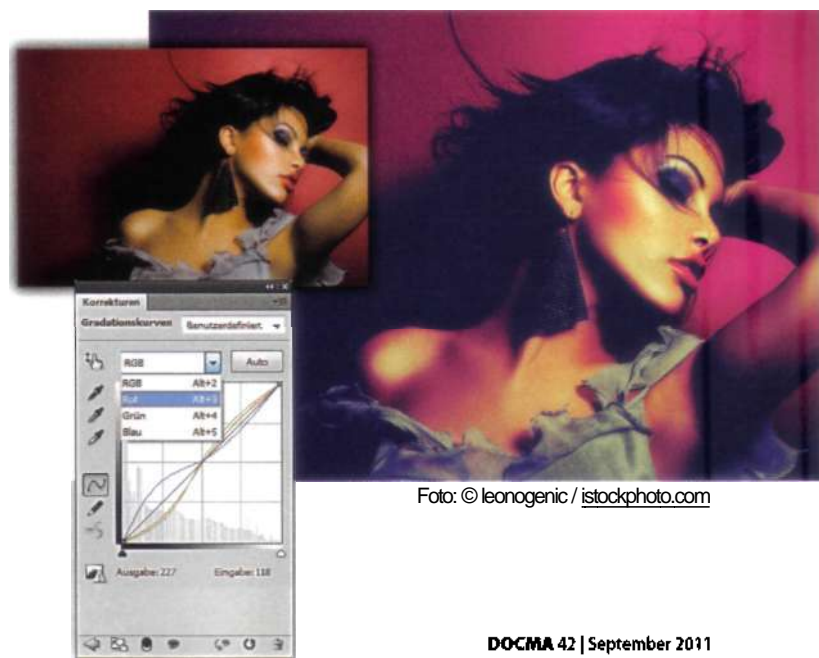 Korrekturen
Gradationskurven Benutzerdefiniert
RGB Auto
RGB Alt+2
Rot Alt+3
Grün Alt+4
Blau Alt+5
Ausgabe: 227 Eingabe: 118
Foto: © leonogenic / istockphoto.com
DOCMA 42 | September 2011